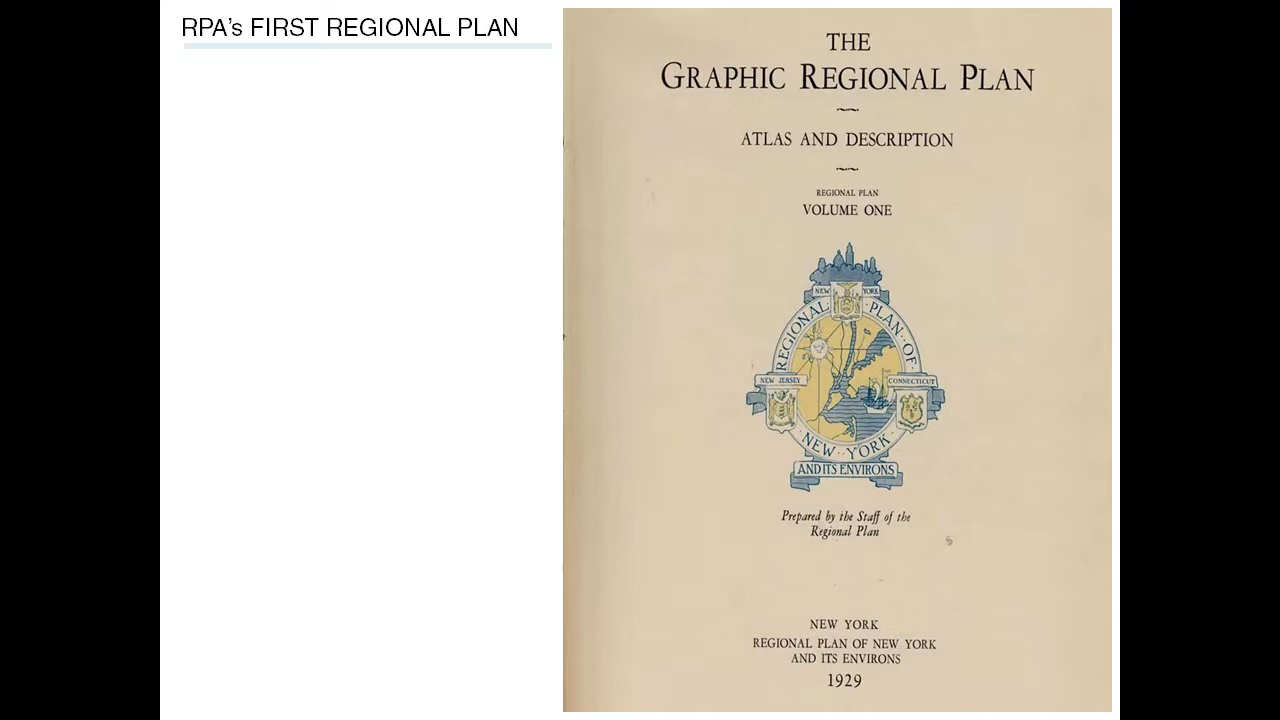 RPA's FIRST REGIONAL PLAN
THE
GRAPHIC REGIONAL PLAN
ATLAS AND DESCRIPTION
REGIONAL PLAN
VOLUME ONE
NEW YORK
REGIONAL PLAN OF
NEW JERSEY
CONNECTICUT
NEW YORK
AND ITS ENVIRONS
Prepared by the Staff of the
Regional Plan
NEW YORK
REGIONAL PLAN OF NEW YORK
AND ITS ENVIRONS
1929